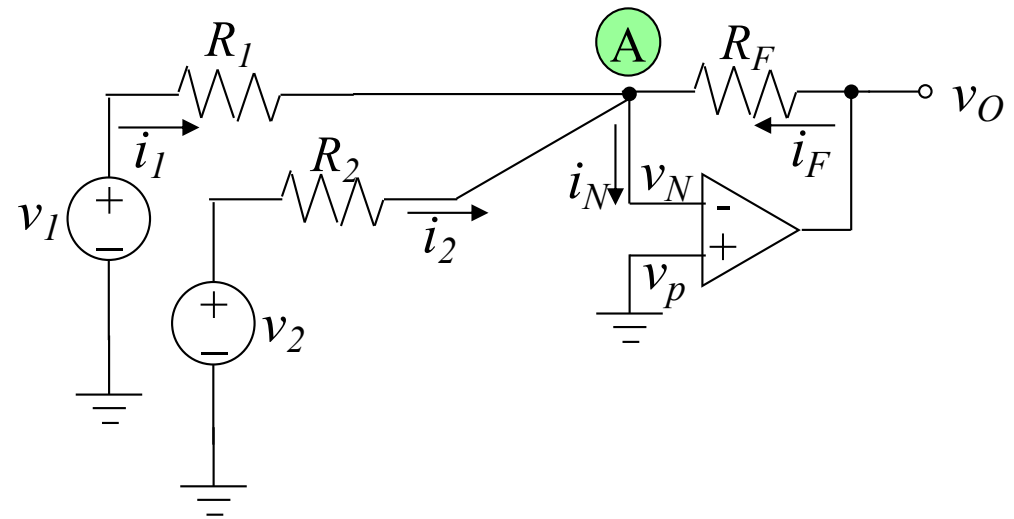 A
R1
RF
vO
i1
R2
iN
vN
iF
v1
+
-
+
i2
vp
+
v2